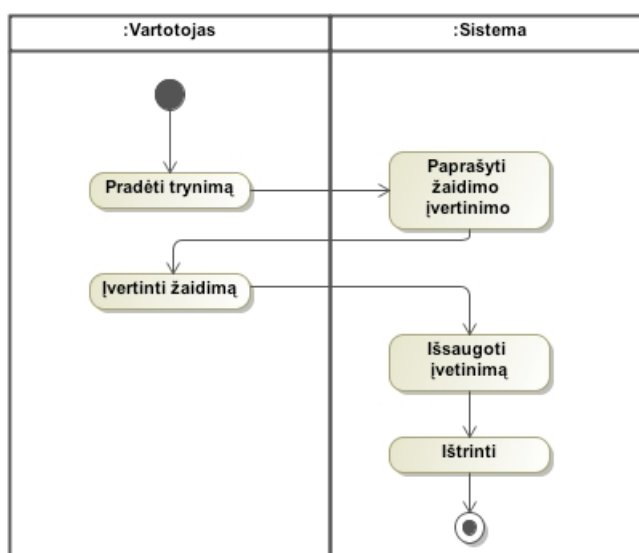 :Vartotojas
:Sistema
Pradėti trynimą
Paprašyti
žaidimo
įvertinimo
Įvertinti žaidimą
Išsaugoti
įvetinimą
Ištrinti